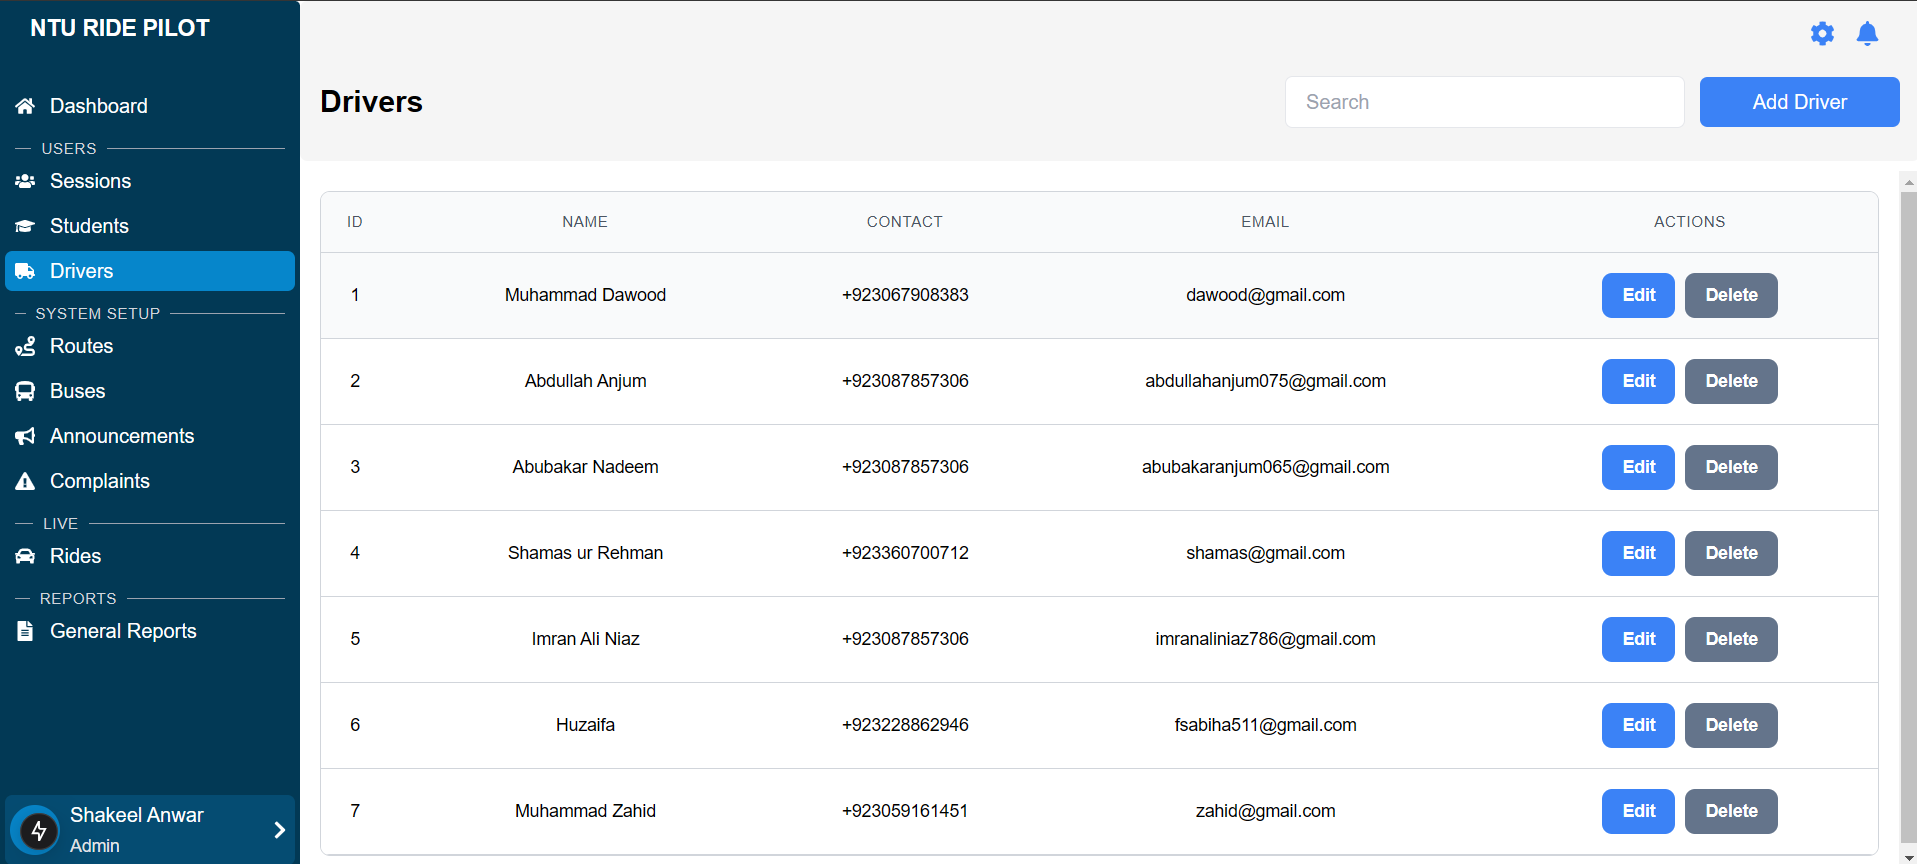 NTU RIDE PILOT
Dashboard
USERS
Sessions
Students
Drivers
SYSTEM SETUP
Routes
Buses
Announcements
Complaints
LIVE
Rides
REPORTS
General Reports
Shakeel Anwar
Admin
Drivers
Search
Add Driver
ID NAME CONTACT EMAIL ACTIONS
1 Muhammad Dawood +923067908383 dawood@gmail.com Edit Delete
2 Abdullah Anjum +923087857306 abdullahanjum075@gmail.com Edit Delete
3 Abubakar Nadeem +923087857306 abubakaranjum065@gmail.com Edit Delete
4 Shamas ur Rehman +923360700712 shamas@gmail.com Edit Delete
5 Imran Ali Niaz +923087857306 imranaliniaz786@gmail.com Edit Delete
6 Huzaifa +923228862946 fsabiha511@gmail.com Edit Delete
7 Muhammad Zahid +923059161451 zahid@gmail.com Edit Delete